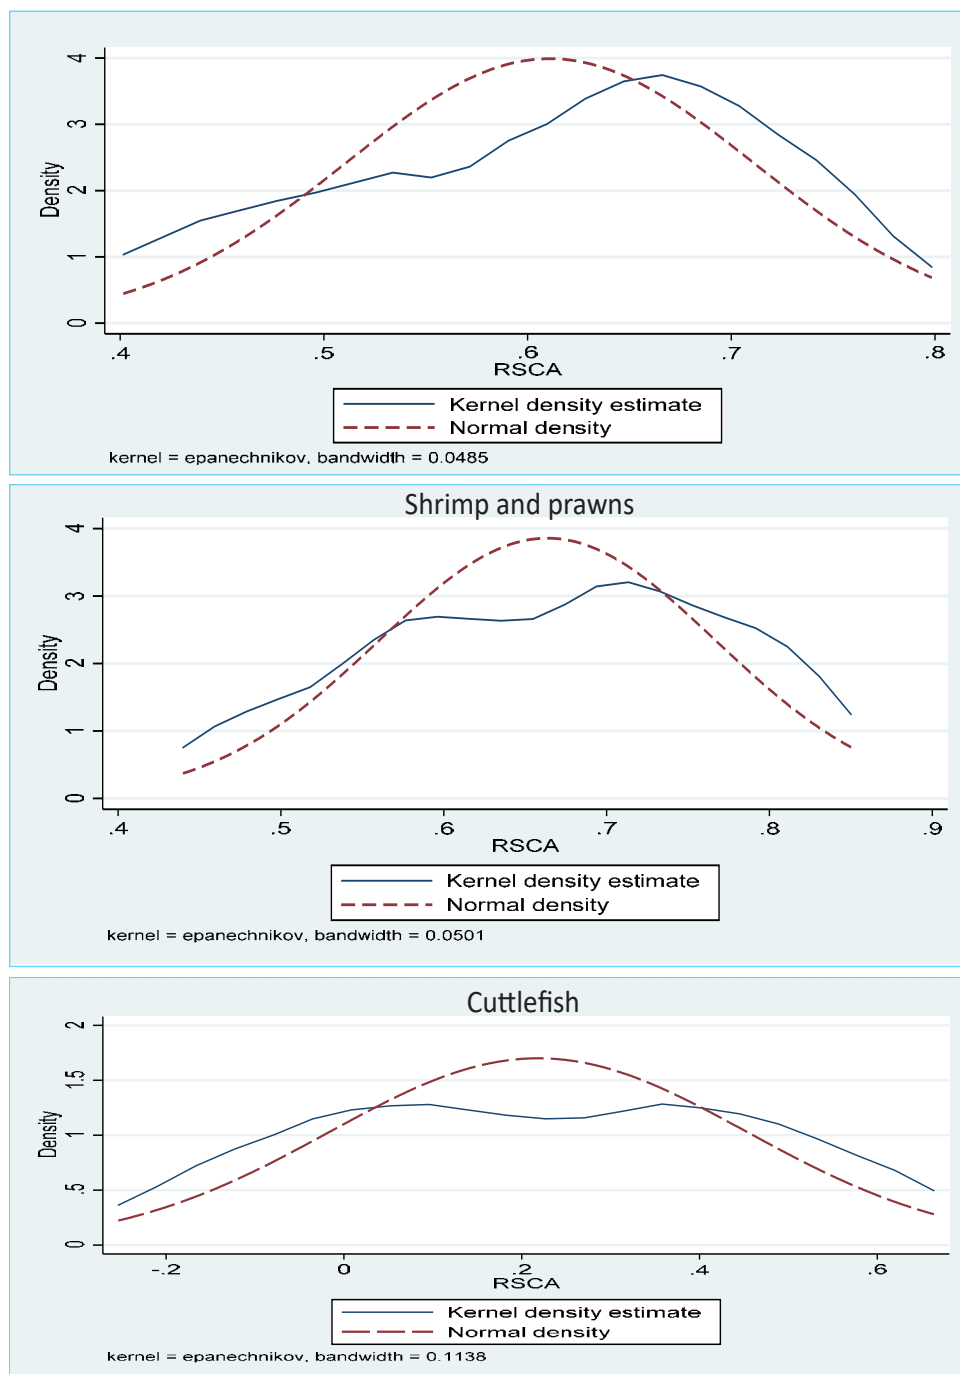 4
3
2
1
0
Density
.4 .5 .6 .7 .8
RSCA
Kernel density estimate
Normal density
kernel = epanechnikov, bandwidth = 0.0485
Shrimp and prawns
4
3
2
1
0
Density
.4 .5 .6 .7 .8 .9
RSCA
Kernel density estimate
Normal density
kernel = epanechnikov, bandwidth = 0.0501
Cuttlefish
2
1.5
1
.5
0
Density
-.2 0 .2 .4 .6
RSCA
Kernel density estimate
Normal density
kernel = epanechnikov, bandwidth = 0.1138